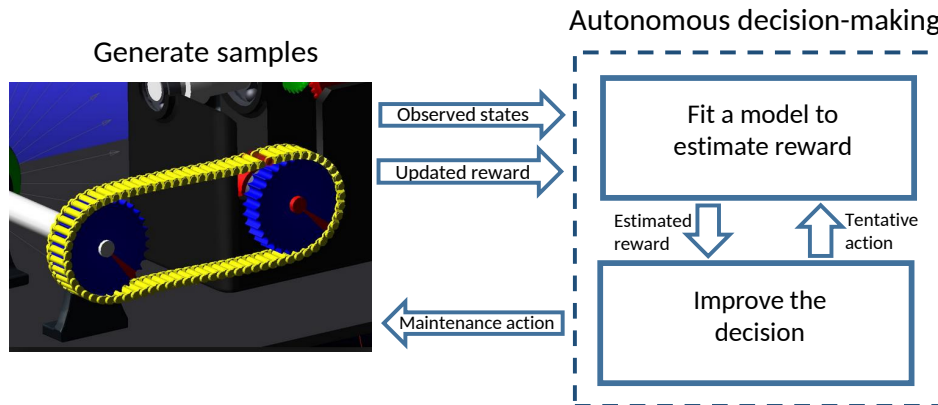 Autonomous decision-making
Generate samples
Observed states
Updated reward
Fit a model to
estimate reward
Estimated
reward
Tentative
action
Maintenance action
Improve the
decision